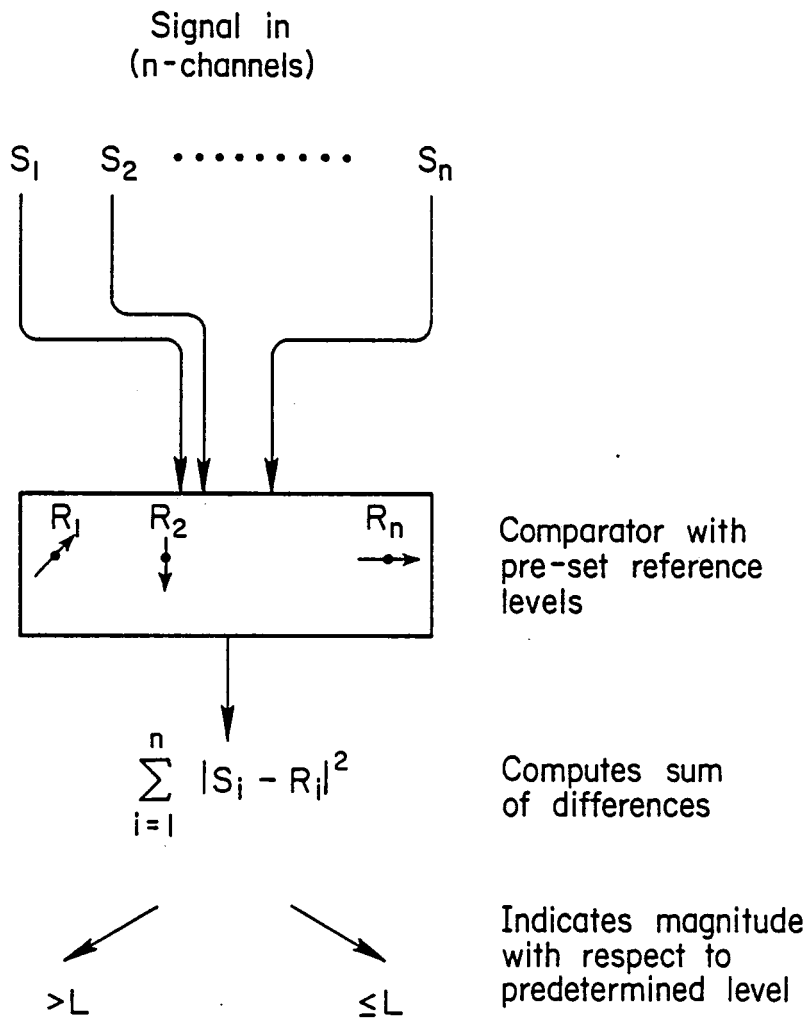 Signal in
(n-channels)
S₁ S₂ ......... Sₙ
R₁ R₂ Rₙ
Comparator with
pre-set reference
levels
n
∑ |Sᵢ - Rᵢ|²
i=1
Computes sum
of differences
Indicates magnitude
with respect to
predetermined level
>L ≤L